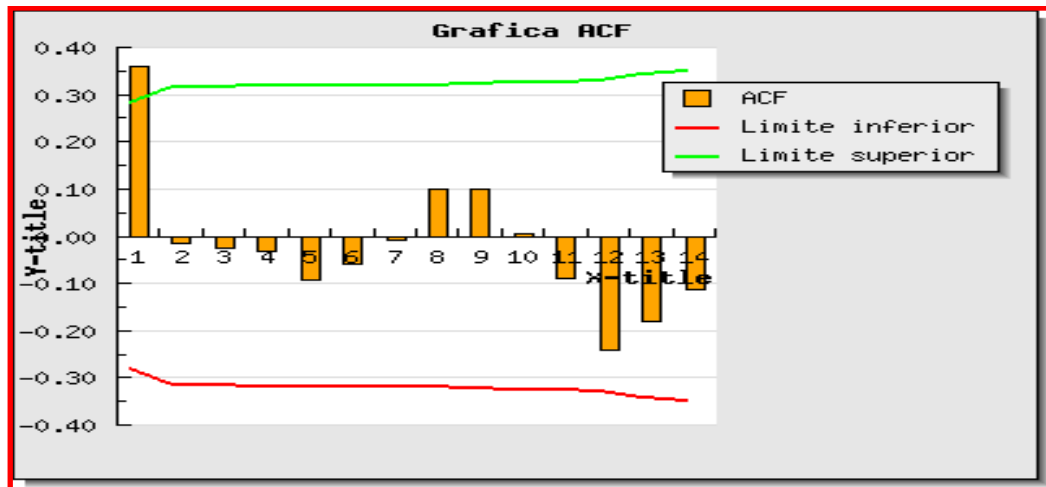 Grafica ACF
0.40
0.30
0.20
0.10
0.00
-0.10
-0.20
-0.30
-0.40
Y-title
1 2 3 4 5 6 7 8 9 10 11 12 13 14
X-title
ACF
Limite inferior
Limite superior